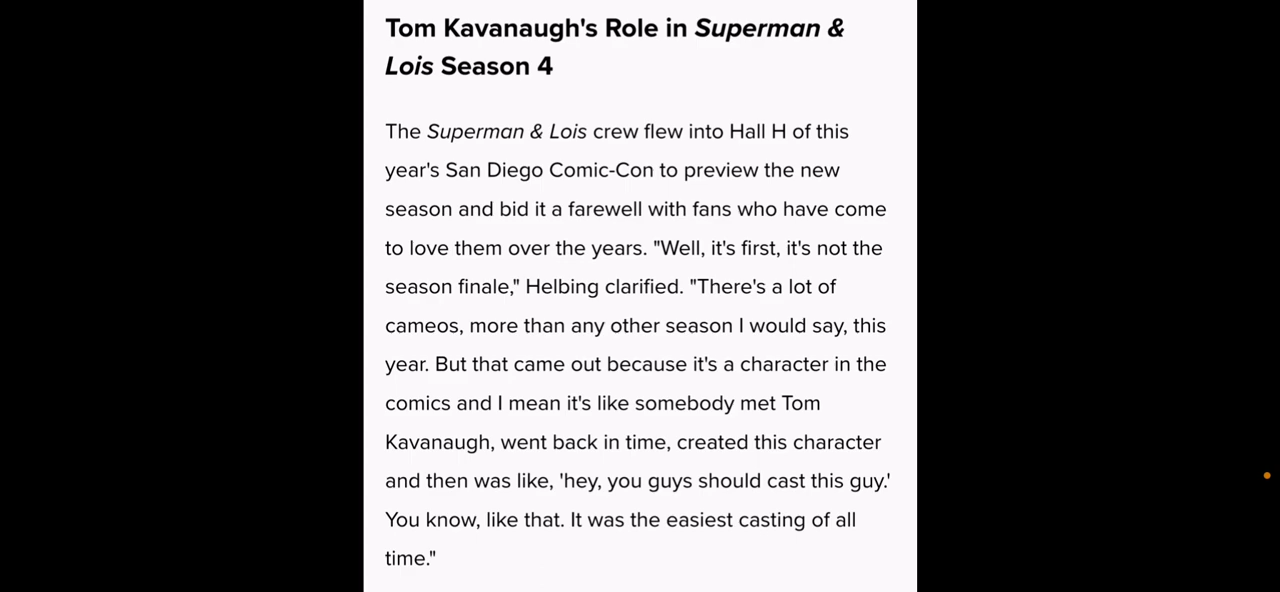 Tom Kavanaugh's Role in Superman &
Lois Season 4
The Superman & Lois crew flew into Hall H of this
year's San Diego Comic-Con to preview the new
season and bid it a farewell with fans who have come
to love them over the years. "Well, it's first, it's not the
season finale," Helbing clarified. "There's a lot of
cameos, more than any other season I would say, this
year. But that came out because it's a character in the
comics and I mean it's like somebody met Tom
Kavanaugh, went back in time, created this character
and then was like, 'hey, you guys should cast this guy.'
You know, like that. It was the easiest casting of all
time."